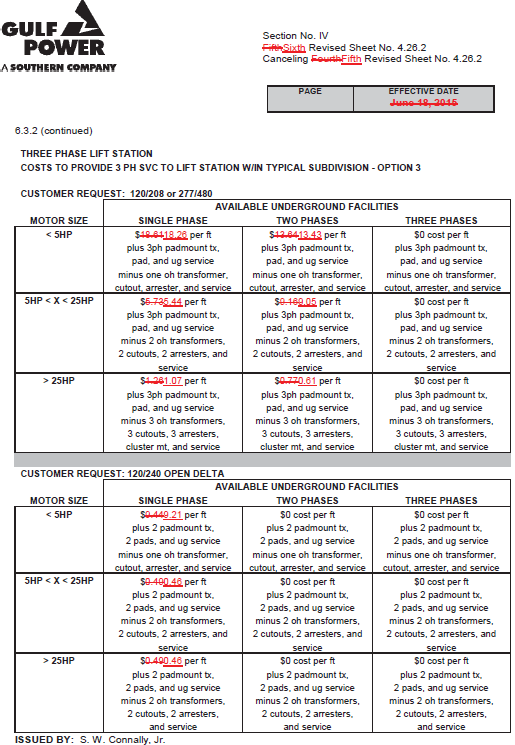 GULF
POWER
A SOUTHERN COMPANY
Section No. IV
FifthSixth Revised Sheet No. 4.26.2
Canceling FourthFifth Revised Sheet No. 4.26.2
PAGE EFFECTIVE DATE
June 18, 2015
6.3.2 (continued)
THREE PHASE LIFT STATION
COSTS TO PROVIDE 3 PH SVC TO LIFT STATION W/IN TYPICAL SUBDIVISION - OPTION 3
CUSTOMER REQUEST: 120/208 or 277/480
AVAILABLE UNDERGROUND FACILITIES
MOTOR SIZE SINGLE PHASE TWO PHASES THREE PHASES
< 5HP $18.6118.26 per ft $13.6413.43 per ft $0 cost per ft
plus 3ph padmount tx, plus 3ph padmount tx, plus 3ph padmount tx,
pad, and ug service pad, and ug service pad, and ug service
minus one oh transformer, minus one oh transformer, minus one oh transformer,
cutout, arrester, and service cutout, arrester, and service cutout, arrester, and service
5HP < X < 25HP $5.735.44 per ft $9.169.05 per ft $0 cost per ft
plus 3ph padmount tx, plus 3ph padmount tx, plus 3ph padmount tx,
pad, and ug service pad, and ug service pad, and ug service
minus 2 oh transformers, minus 2 oh transformers, minus 2 oh transformers,
2 cutouts, 2 arresters, and 2 cutouts, 2 arresters, and 2 cutouts, 2 arresters, and
service service service
> 25HP $1.261.07 per ft $0.770.61 per ft $0 cost per ft
plus 3ph padmount tx, plus 3ph padmount tx, plus 3ph padmount tx,
pad, and ug service pad, and ug service pad, and ug service
minus 3 oh transformers, minus 3 oh transformers, minus 3 oh transformers,
3 cutouts, 3 arresters, 3 cutouts, 3 arresters, 3 cutouts, 3 arresters,
cluster mt, and service cluster mt, and service cluster mt, and service
CUSTOMER REQUEST: 120/240 OPEN DELTA
AVAILABLE UNDERGROUND FACILITIES
MOTOR SIZE SINGLE PHASE TWO PHASES THREE PHASES
< 5HP $9.449.21 per ft $0 cost per ft $0 cost per ft
plus 2 padmount tx, plus 2 padmount tx, plus 2 padmount tx,
2 pads, and ug service 2 pads, and ug service 2 pads, and ug service
minus one oh transformer, minus one oh transformer, minus one oh transformer,
cutout, arrester, and service cutout, arrester, and service cutout, arrester, and service
5HP < X < 25HP $0.490.46 per ft $0 cost per ft $0 cost per ft
plus 2 padmount tx, plus 2 padmount tx, plus 2 padmount tx,
2 pads, and ug service 2 pads, and ug service 2 pads, and ug service
minus 2 oh transformers, minus 2 oh transformers, minus 2 oh transformers,
2 cutouts, 2 arresters, and 2 cutouts, 2 arresters, and 2 cutouts, 2 arresters, and
service service service
> 25HP $0.490.46 per ft $0 cost per ft $0 cost per ft
plus 2 padmount tx, plus 2 padmount tx, plus 2 padmount tx,
2 pads, and ug service 2 pads, and ug service 2 pads, and ug service
minus 2 oh transformers, minus 2 oh transformers, minus 2 oh transformers,
2 cutouts, 2 arresters, 2 cutouts, 2 arresters, 2 cutouts, 2 arresters,
and service and service and service
ISSUED BY: S. W. Connally, Jr.